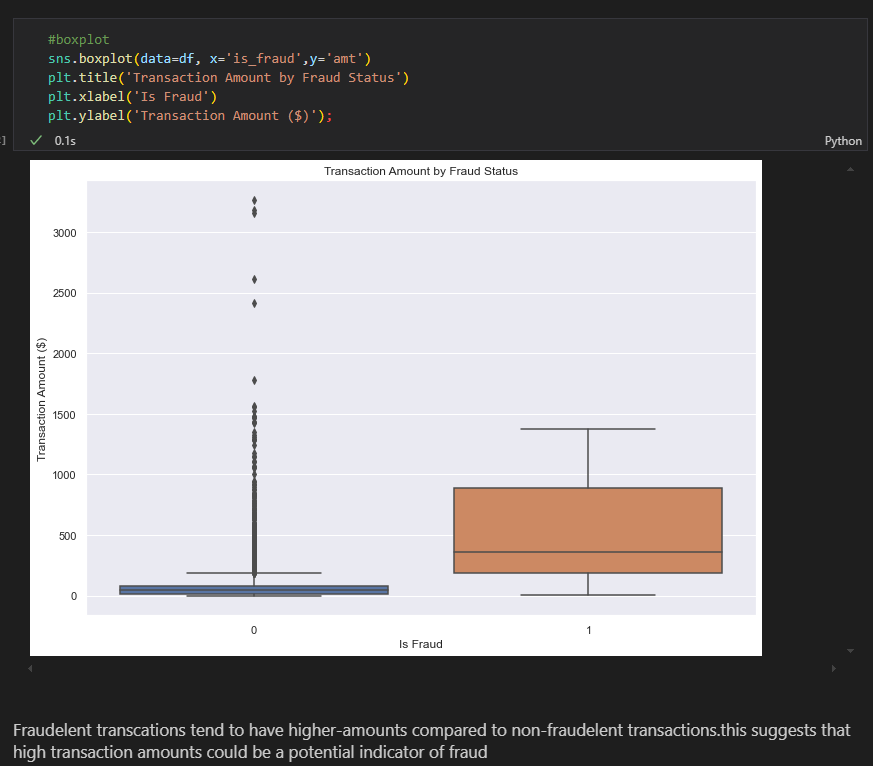 #boxplot
sns.boxplot(data=df, x='is_fraud',y='amt')
plt.title('Transaction Amount by Fraud Status')
plt.xlabel('Is Fraud')
plt.ylabel('Transaction Amount ($)');
0.1s
Python
Transaction Amount by Fraud Status
Transaction Amount ($)
3000
2500
2000
1500
1000
500
0
0 1
Is Fraud
Fraudelent transcations tend to have higher-amounts compared to non-fraudelent transactions.this suggests that
high transaction amounts could be a potential indicator of fraud